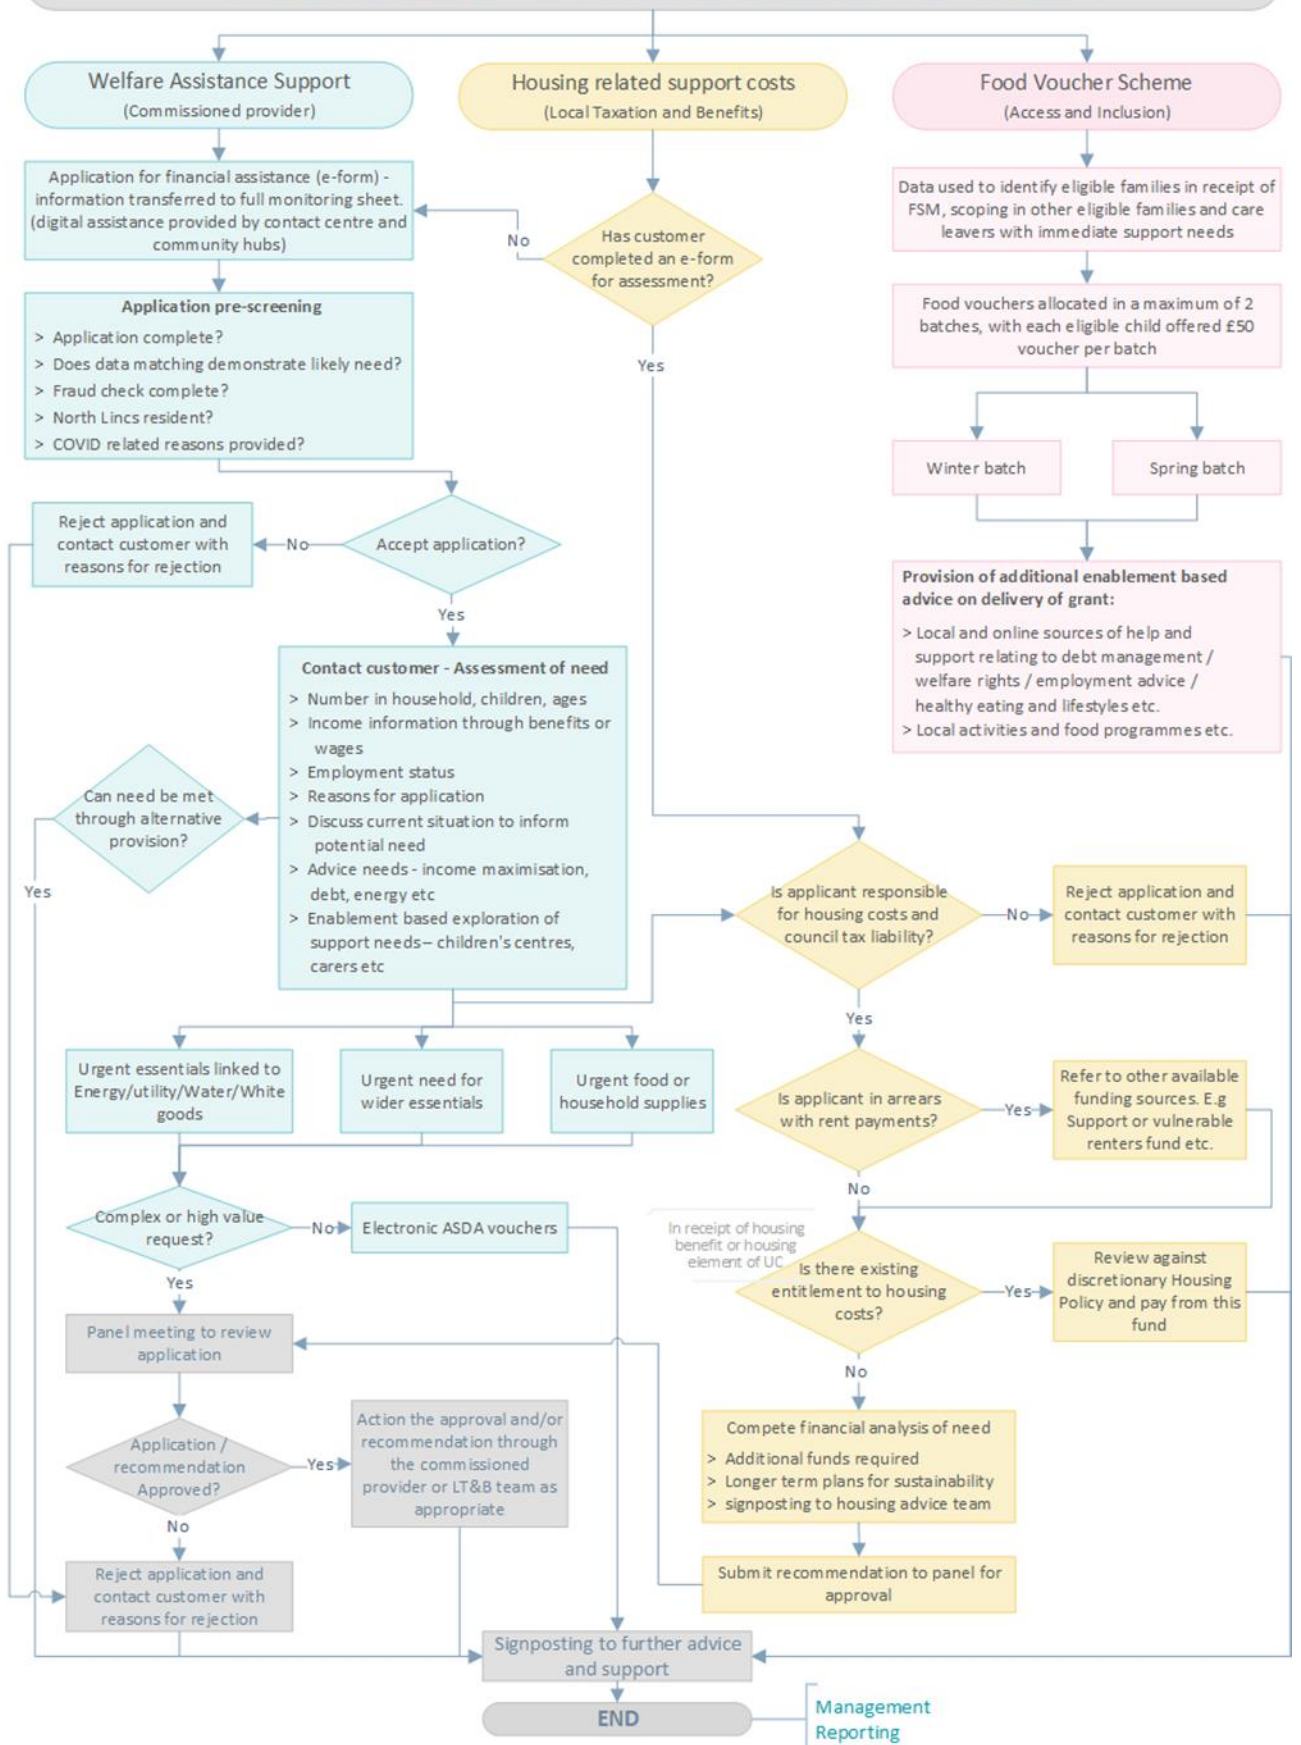 Welfare Assistance Support
(Commissioned provider)
Housing related support costs
(Local Taxation and Benefits)
Food Voucher Scheme
(Access and Inclusion)
Application for financial assistance (e-form) -
information transferred to full monitoring sheet.
(digital assistance provided by contact centre and
community hubs)
No
Has customer
completed an e-form
for assessment?
Yes
Data used to identify eligible families in receipt of
FSM, scoping in other eligible families and care
leavers with immediate support needs
Application pre-screening
> Application complete?
> Does data matching demonstrate likely need?
> Fraud check complete?
> North Lincs resident?
> COVID related reasons provided?
Food vouchers allocated in a maximum of 2
batches, with each eligible child offered £50
voucher per batch
Winter batch
Spring batch
Reject application and
contact customer with
reasons for rejection
No
Accept application?
Yes
Provision of additional enablement based
advice on delivery of grant:
> Local and online sources of help and
support relating to debt management /
welfare rights / employment advice /
healthy eating and lifestyles etc.
> Local activities and food programmes etc.
Contact customer - Assessment of need
> Number in household, children, ages
> Income information through benefits or
wages
> Employment status
> Reasons for application
> Discuss current situation to inform
potential need
> Advice needs - income maximisation,
debt, energy etc
> Enablement based exploration of
support needs – children's centres,
carers etc
Can need be met
through alternative
provision?
Yes
Is applicant responsible
for housing costs and
council tax liability?
No
Reject application and
contact customer with
reasons for rejection
Yes
Urgent essentials linked to
Energy/utility/Water/White
goods
Urgent need for
wider essentials
Urgent food or
household supplies
Is applicant in arrears
with rent payments?
Yes
Refer to other available
funding sources. E.g
Support or vulnerable
renters fund etc.
No
Complex or high value
request?
No
Electronic ASDA vouchers
Yes
In receipt of housing
benefit or housing
element of UC
Is there existing
entitlement to housing
costs?
Yes
Review against
discretionary Housing
Policy and pay from this
fund
No
Panel meeting to review
application
Application /
recommendation
Approved?
Yes
Action the approval and/or
recommendation through
the commissioned
provider or LT&B team as
appropriate
No
Compete financial analysis of need
> Additional funds required
> Longer term plans for sustainability
> signposting to housing advice team
Submit recommendation to panel for
approval
Reject application and
contact customer with
reasons for rejection
Signposting to further advice
and support
END
Management
Reporting